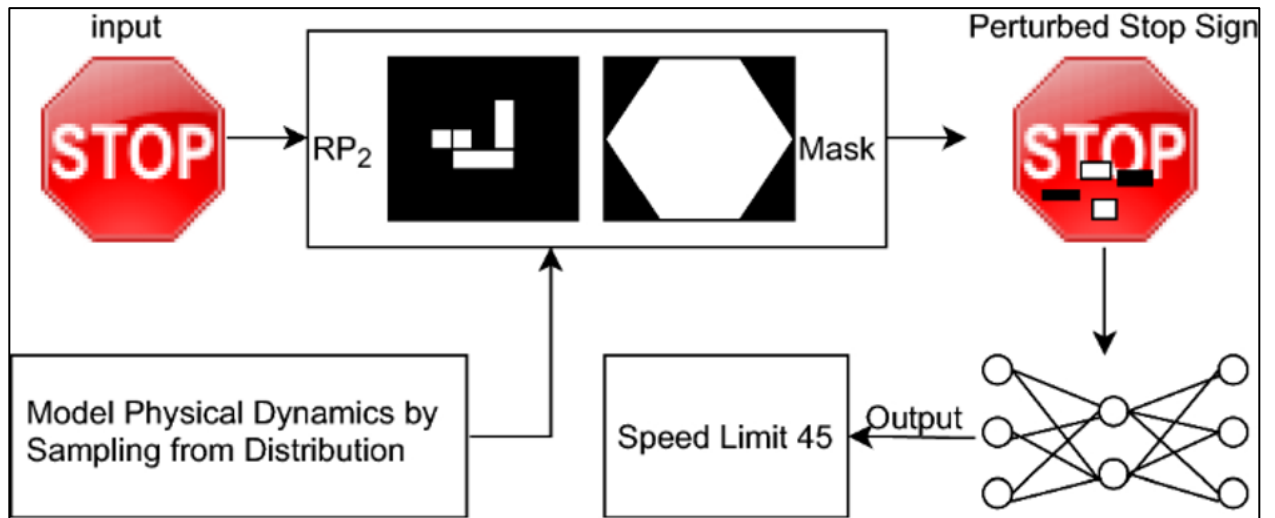 input
Perturbed Stop Sign
STOP
RP2
Mask
STOP
Model Physical Dynamics by
Sampling from Distribution
Speed Limit 45
Output